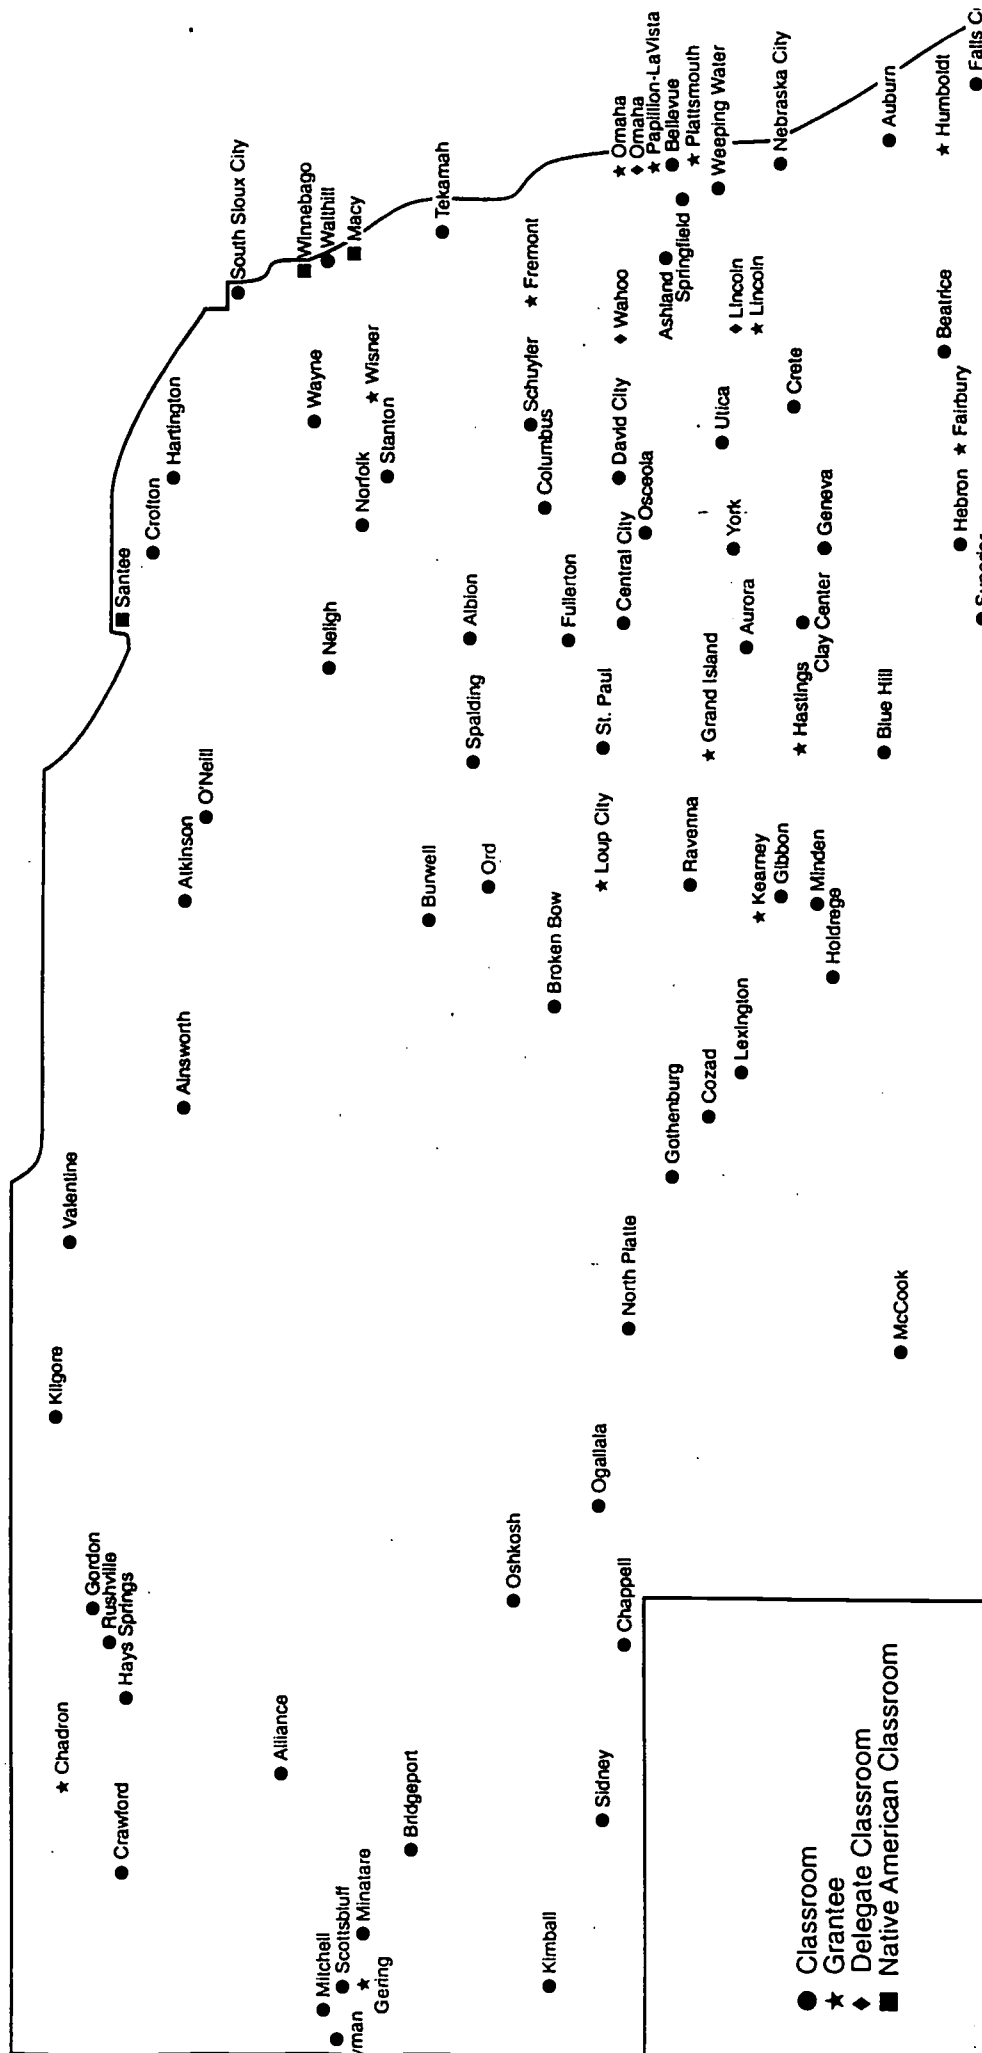 Chadron
Crawford
Gordon
Rushville
Hays Springs
Kilgore
Valentine
Ainsworth
Atkinson
O'Neill
Santee
Crofton
Hartington
South Sioux City
Winnebago
Walthill
Macy
Wayne
Wisner
Norfolk
Stanton
Neligh
Tekamah
Alliance
Mitchell
Scottsbluff
yman
Minatare
Gering
Bridgeport
Burwell
Ord
Spalding
Albion
Oshkosh
Kimball
Broken Bow
Fullerton
Columbus
Schuyler
Fremont
Sidney
Chappell
Ogallala
North Platte
Loup City
St. Paul
Central City
Osceola
David City
Wahoo
Omaha
Omaha
Papillion-LaVista
Bellevue
Plattsmouth
Ashland
Springfield
Weeping Water
Gothenburg
Cozad
Lexington
Ravenna
Grand Island
Aurora
York
Utica
Lincoln
Lincoln
Nebraska City
Kearney
Gibbon
Minden
Holdrege
Hastings
Clay Center
Geneva
Crete
McCook
Blue Hill
Auburn
Hebron
Fairbury
Beatrice
Humboldt
Falls C
Classroom
Grantee
Delegate Classroom
Native American Classroom